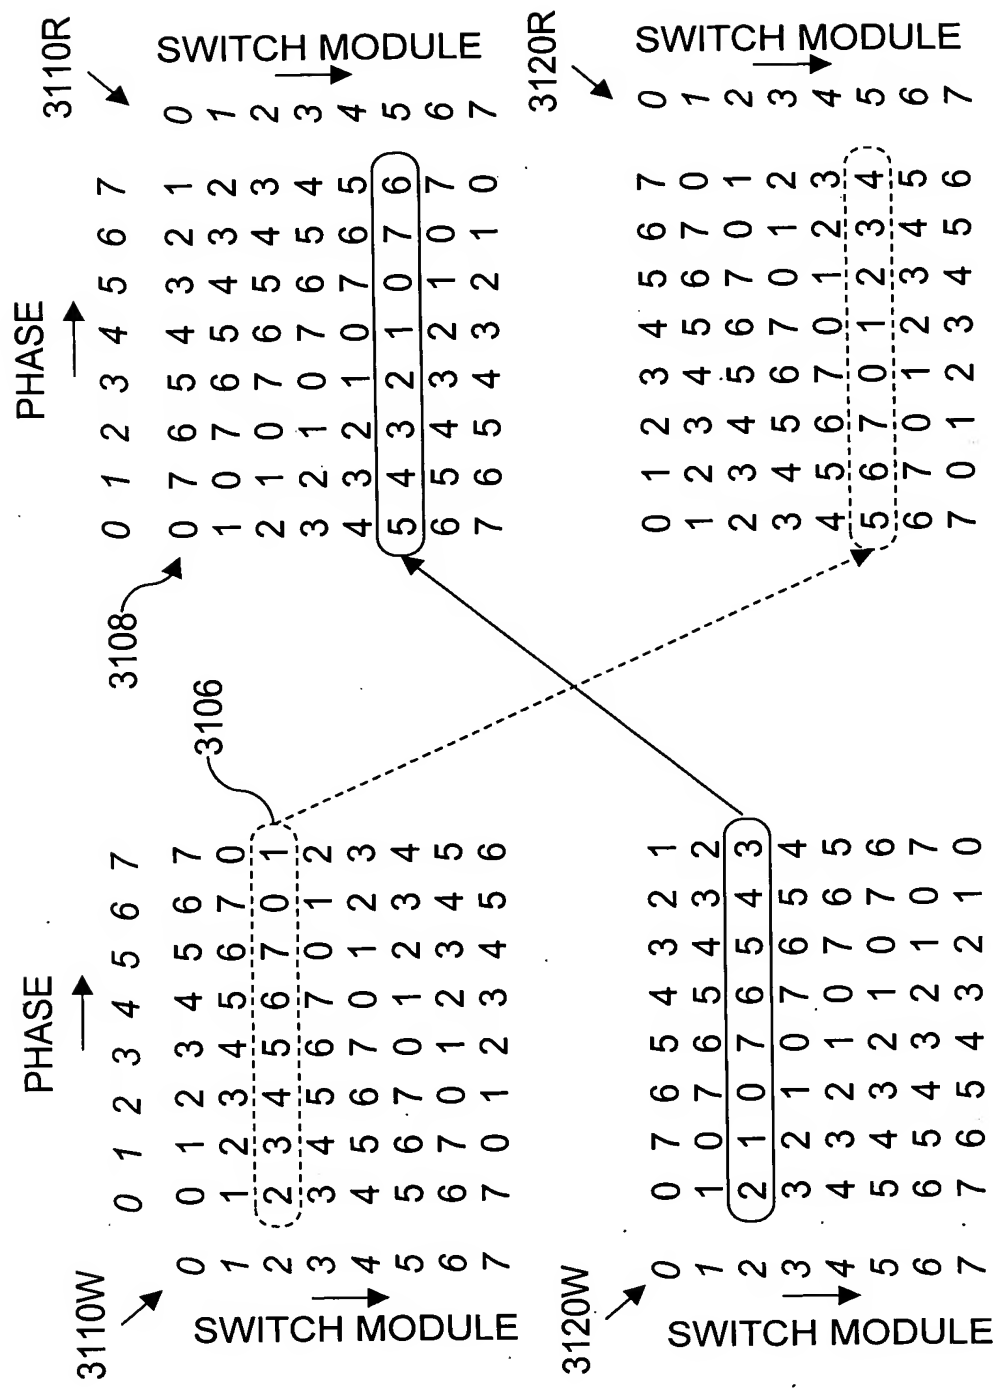 3110W
PHASE
0 1 2 3 4 5 6 7
SWITCH MODULE
0 0 1 2 3 4 5 6 7
1 1 2 3 4 5 6 7 0
2 2 3 4 5 6 7 0 1
3 3 4 5 6 7 0 1 2
4 4 5 6 7 0 1 2 3
5 5 6 7 0 1 2 3 4
6 6 7 0 1 2 3 4 5
7 7 0 1 2 3 4 5 6
3106
3108
PHASE
0 1 2 3 4 5 6 7
3110R
SWITCH MODULE
0 7 6 5 4 3 2 1 0
1 0 7 6 5 4 3 2 1
2 1 0 7 6 5 4 3 2
3 2 1 0 7 6 5 4 3
4 3 2 1 0 7 6 5 4
5 4 3 2 1 0 7 6 5
6 5 4 3 2 1 0 7 6
7 6 5 4 3 2 1 0 7
3120W
SWITCH MODULE
0 0 7 6 5 4 3 2 1
1 1 0 7 6 5 4 3 2
2 2 1 0 7 6 5 4 3
3 3 2 1 0 7 6 5 4
4 4 3 2 1 0 7 6 5
5 5 4 3 2 1 0 7 6
6 6 5 4 3 2 1 0 7
7 7 6 5 4 3 2 1 0
3120R
SWITCH MODULE
0 1 2 3 4 5 6 7 0
1 2 3 4 5 6 7 0 1
2 3 4 5 6 7 0 1 2
3 4 5 6 7 0 1 2 3
4 5 6 7 0 1 2 3 4
5 6 7 0 1 2 3 4 5
6 7 0 1 2 3 4 5 6
7 0 1 2 3 4 5 6 7